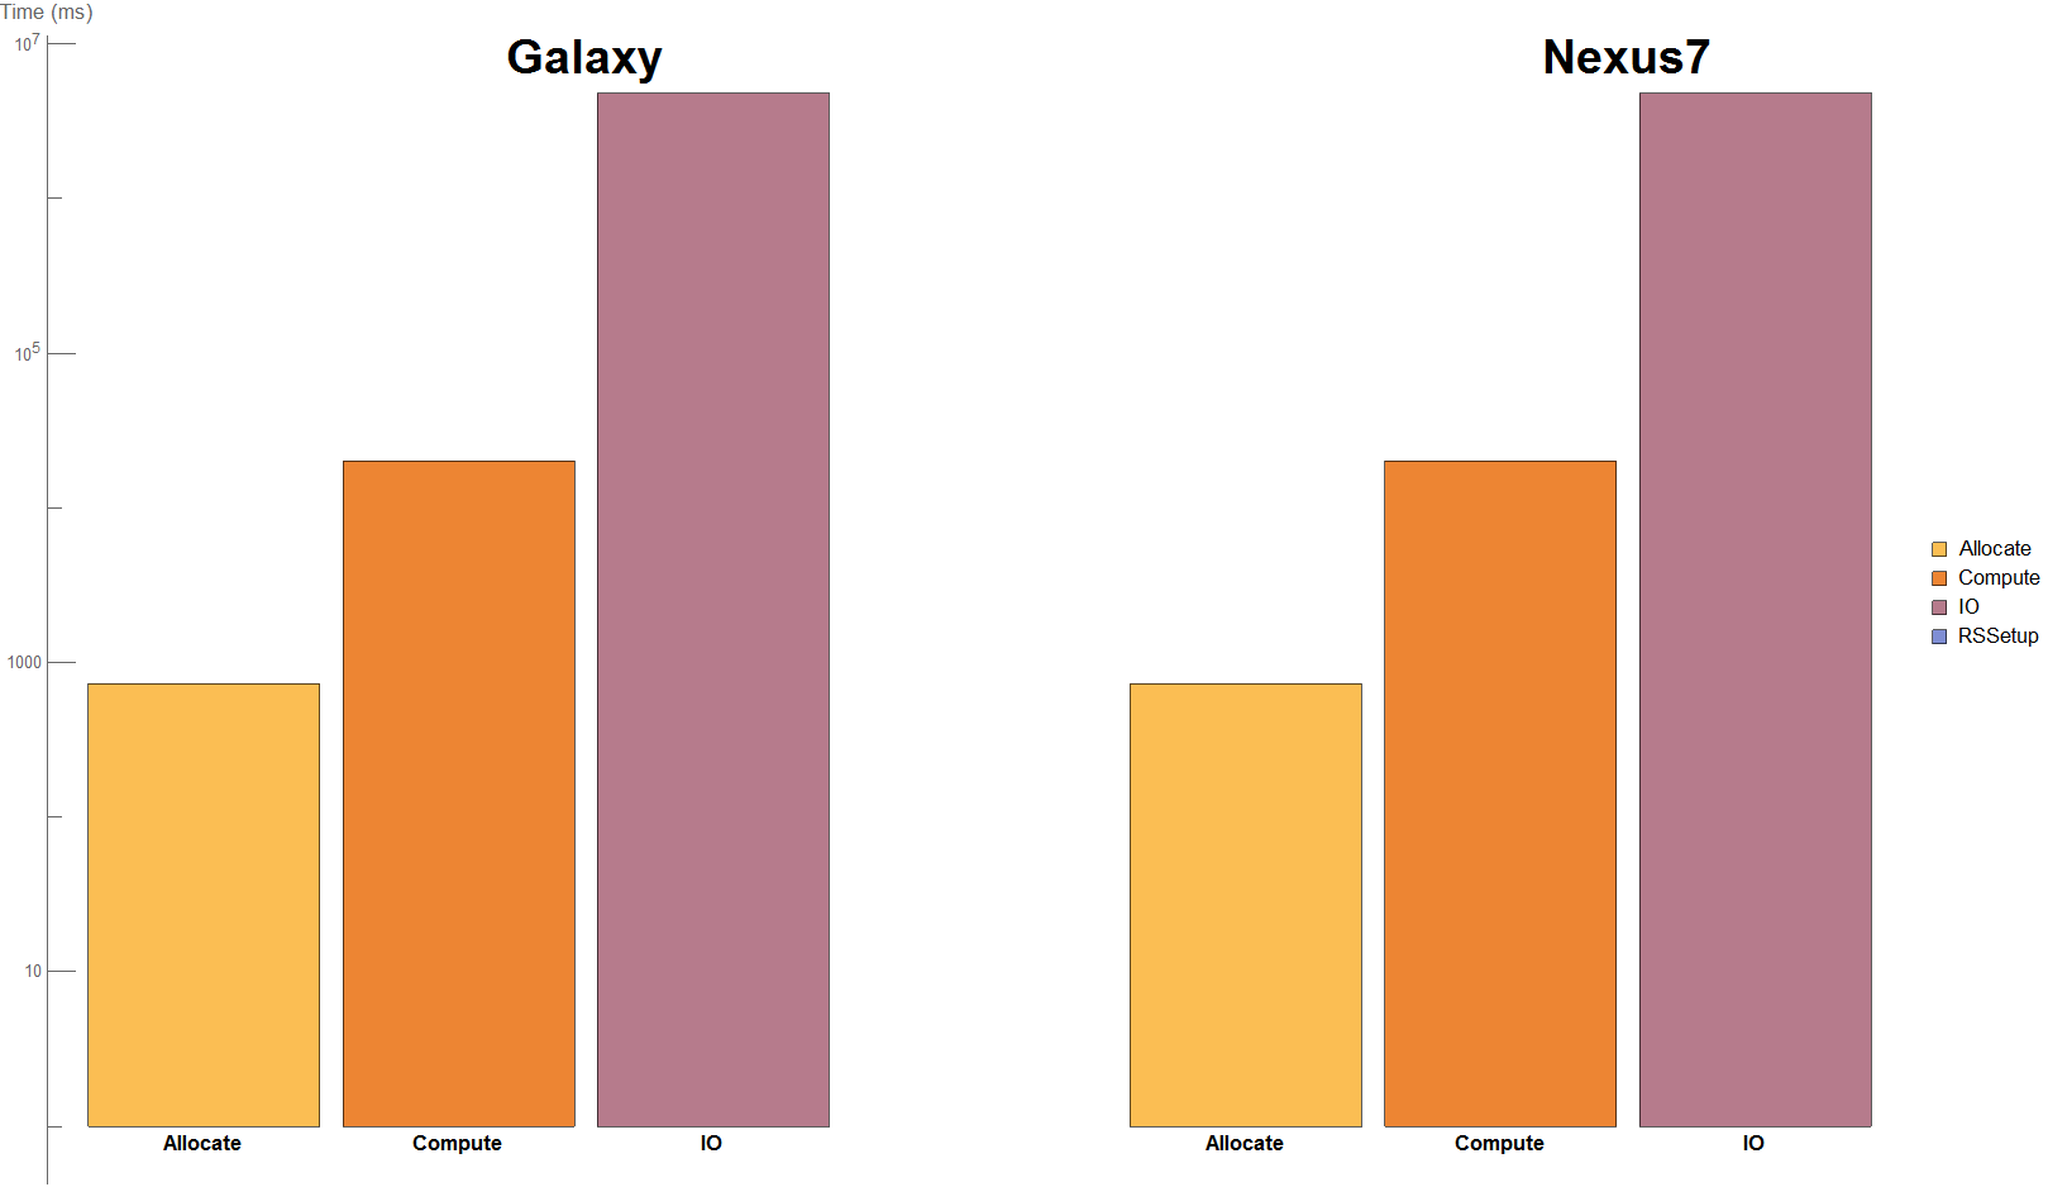 Time (ms)
10^7
Galaxy
Nexus7
10^5
1000
10
Allocate
Compute
IO
Allocate
Compute
IO
Allocate
Compute
IO
RSSetup